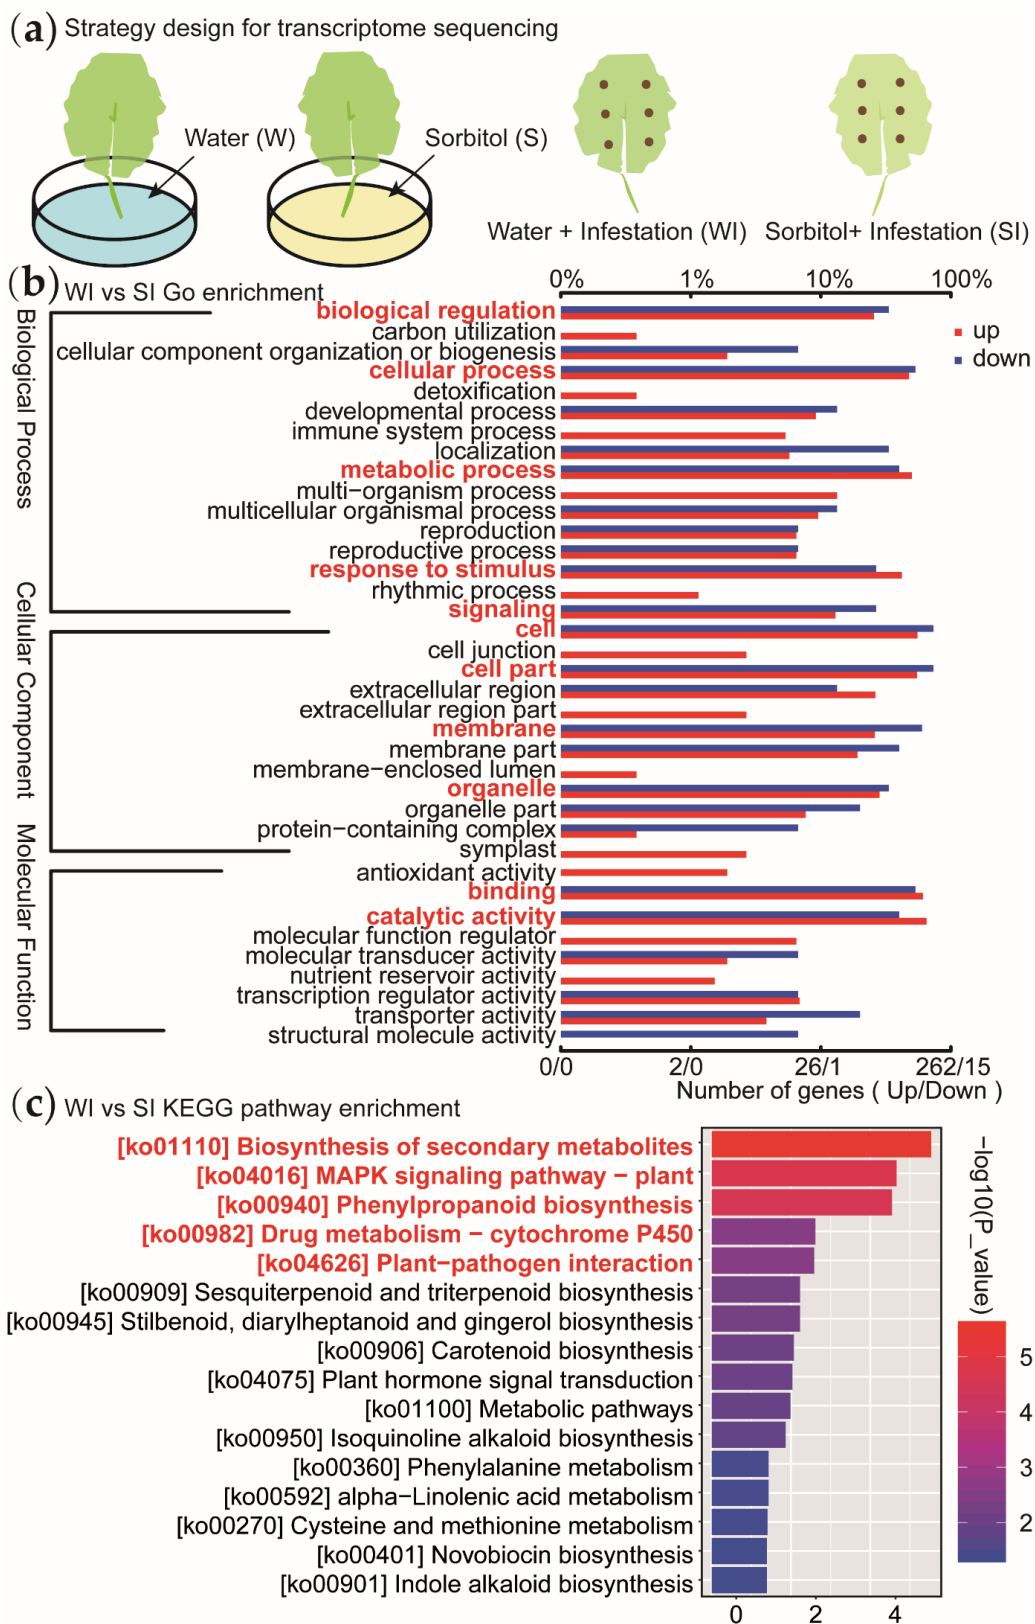 (a) Strategy design for transcriptome sequencing
Water (W)
Sorbitol (S)
Water + Infestation (WI)
Sorbitol+ Infestation (SI)
(b) WI vs SI Go enrichment
0% 1% 10% 100%
up
down
Biological Process
biological regulation
carbon utilization
cellular component organization or biogenesis
cellular process
detoxification
developmental process
immune system process
localization
metabolic process
multi−organism process
multicellular organismal process
reproduction
reproductive process
response to stimulus
rhythmic process
signaling
Cellular Component
cell
cell junction
cell part
extracellular region
extracellular region part
membrane
membrane part
membrane−enclosed lumen
organelle
organelle part
protein−containing complex
symplast
Molecular Function
antioxidant activity
binding
catalytic activity
molecular function regulator
molecular transducer activity
nutrient reservoir activity
transcription regulator activity
transporter activity
structural molecule activity
0/0 2/0 26/1 262/15
Number of genes ( Up/Down )
(c) WI vs SI KEGG pathway enrichment
[ko01110] Biosynthesis of secondary metabolites
[ko04016] MAPK signaling pathway − plant
[ko00940] Phenylpropanoid biosynthesis
[ko00982] Drug metabolism − cytochrome P450
[ko04626] Plant−pathogen interaction
[ko00909] Sesquiterpenoid and triterpenoid biosynthesis
[ko00945] Stilbenoid, diarylheptanoid and gingerol biosynthesis
[ko00906] Carotenoid biosynthesis
[ko04075] Plant hormone signal transduction
[ko01100] Metabolic pathways
[ko00950] Isoquinoline alkaloid biosynthesis
[ko00360] Phenylalanine metabolism
[ko00592] alpha−Linolenic acid metabolism
[ko00270] Cysteine and methionine metabolism
[ko00401] Novobiocin biosynthesis
[ko00901] Indole alkaloid biosynthesis
0 2 4
−log10(P_value)
5
4
3
2